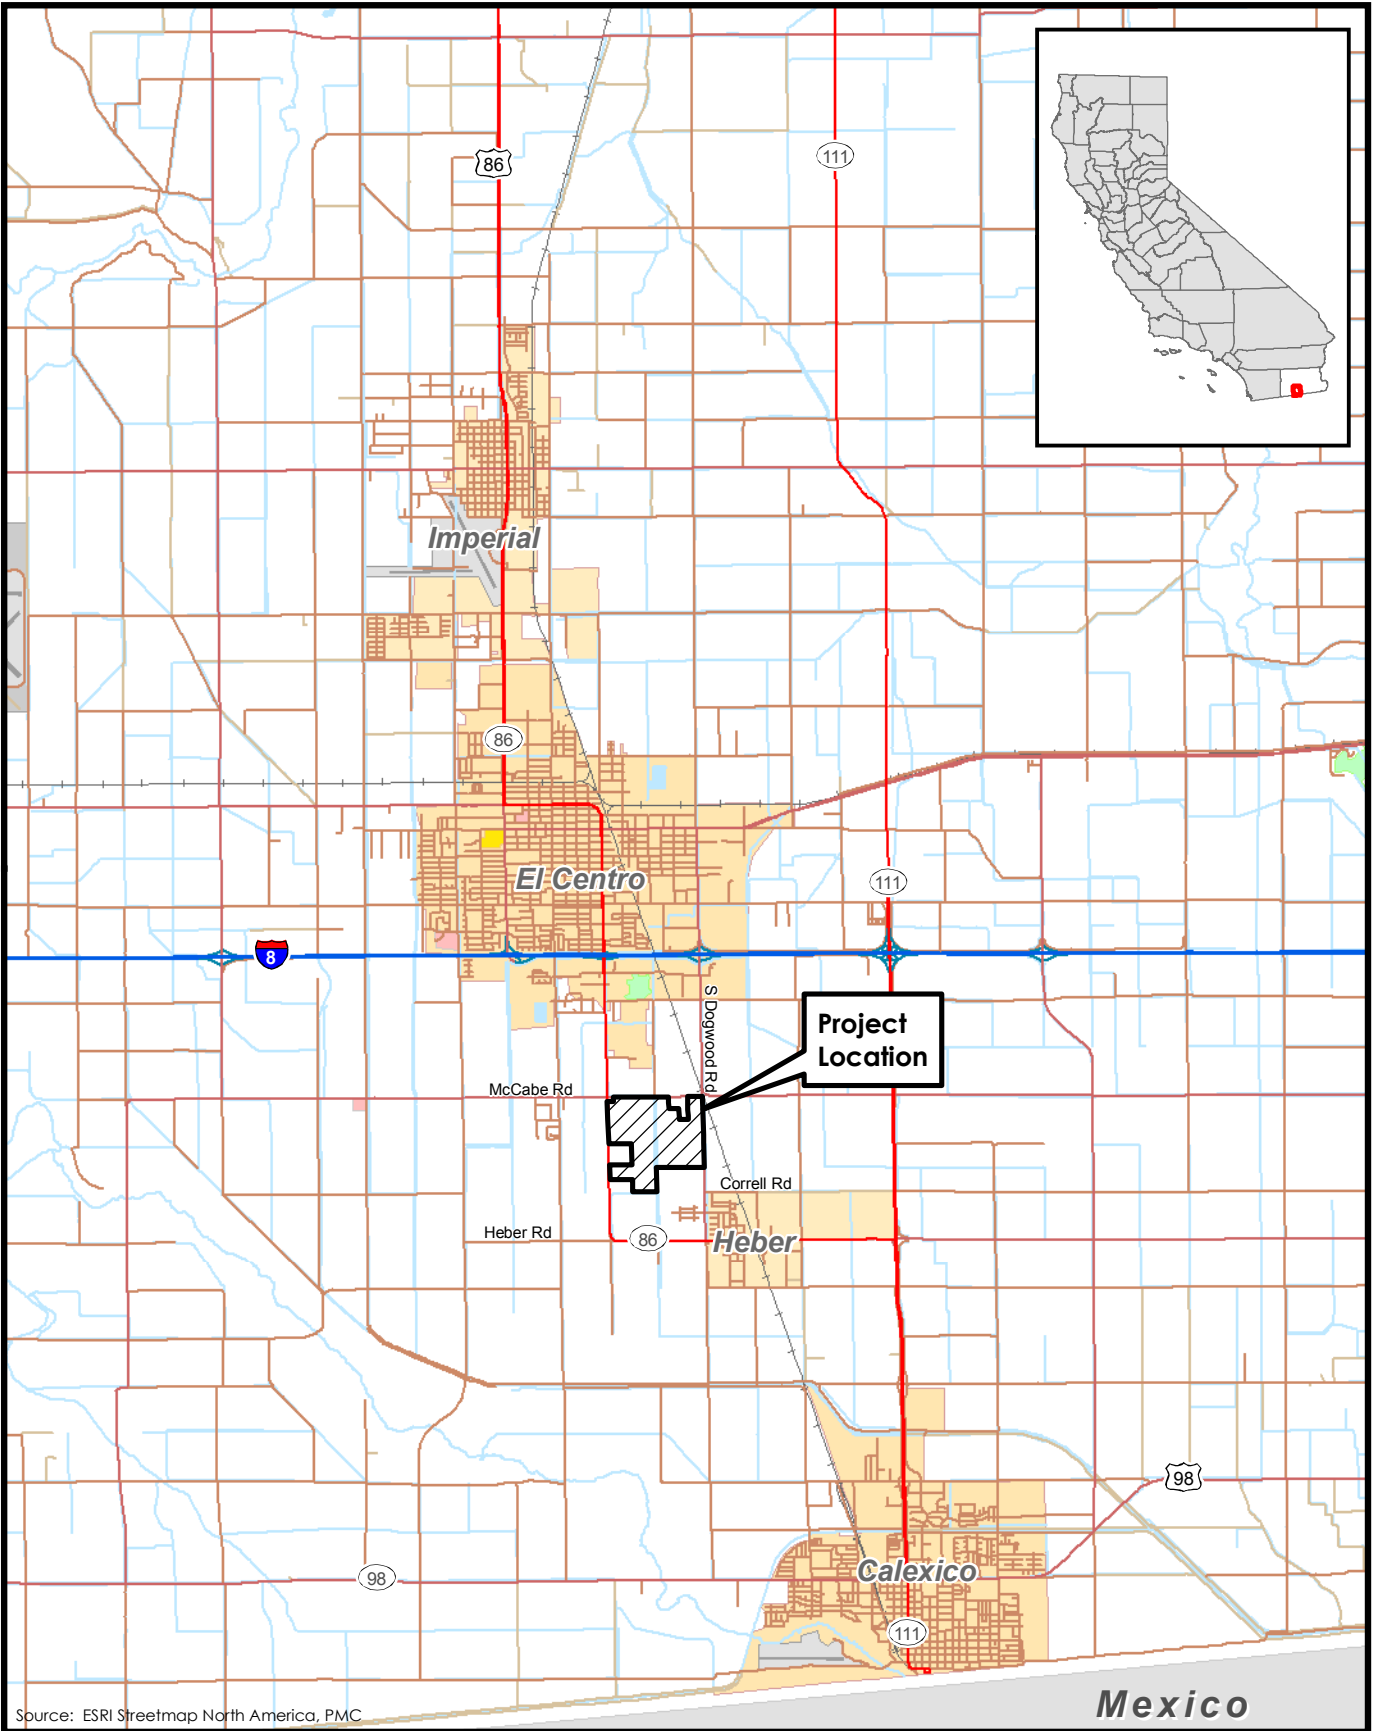 86
111
Imperial
86
El Centro
111
8
S Dogwood Rd
Project
Location
McCabe Rd
Correll Rd
Heber Rd
86
Heber
98
Calexico
98
111
Mexico
Source: ESRI Streetmap North America, PMC